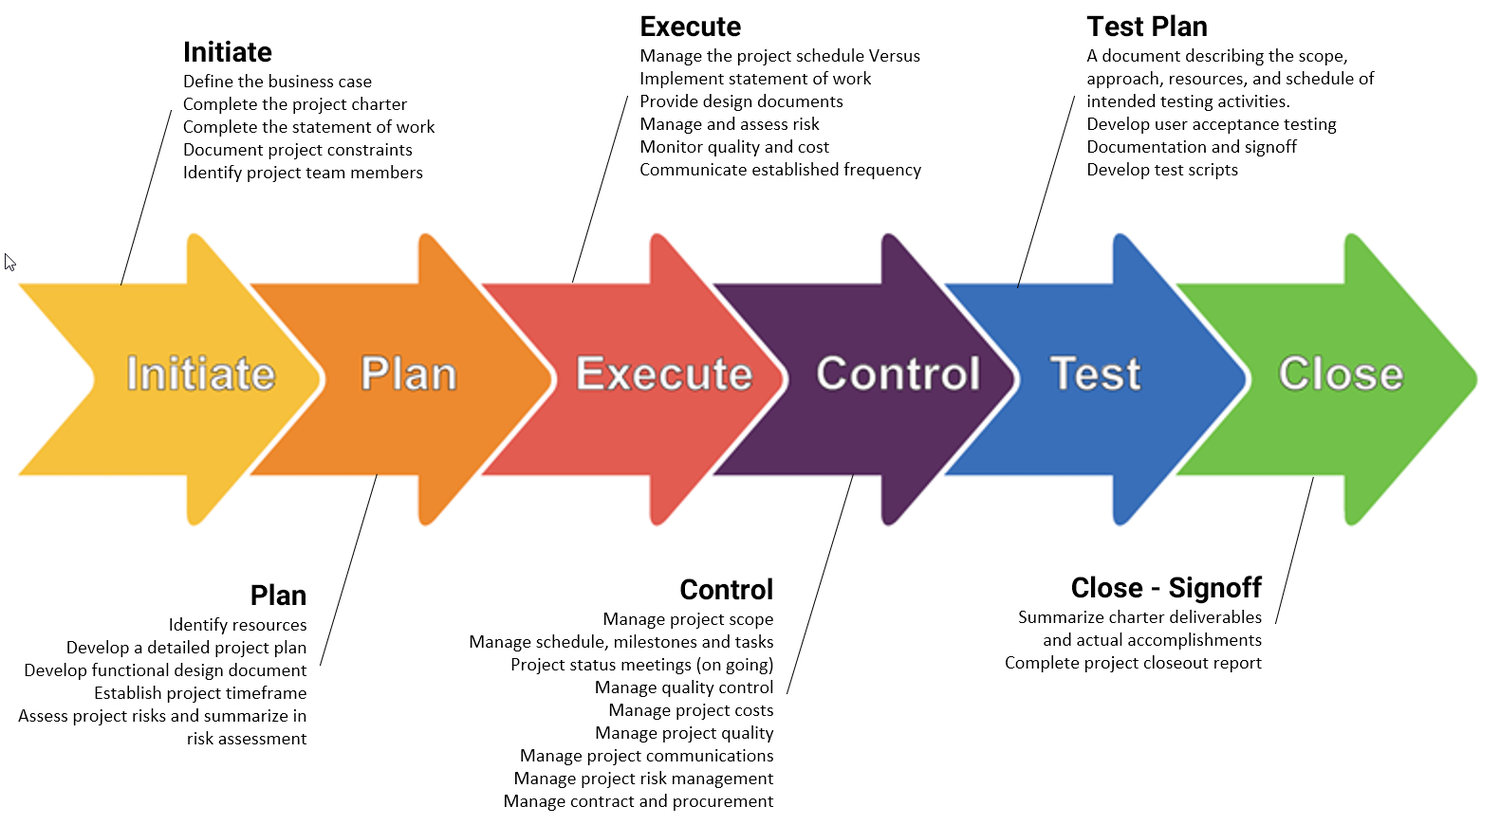 Initiate
Define the business case
Complete the project charter
Complete the statement of work
Document project constraints
Identify project team members
Execute
Manage the project schedule Versus
Implement statement of work
Provide design documents
Manage and assess risk
Monitor quality and cost
Communicate established frequency
Test Plan
A document describing the scope,
approach, resources, and schedule of
intended testing activities.
Develop user acceptance testing
Documentation and signoff
Develop test scripts
Initiate
Plan
Execute
Control
Test
Close
Plan
Identify resources
Develop a detailed project plan
Develop functional design document
Establish project timeframe
Assess project risks and summarize in
risk assessment
Control
Manage project scope
Manage schedule, milestones and tasks
Project status meetings (on going)
Manage quality control
Manage project costs
Manage project quality
Manage project communications
Manage project risk management
Manage contract and procurement
Close - Signoff
Summarize charter deliverables
and actual accomplishments
Complete project closeout report